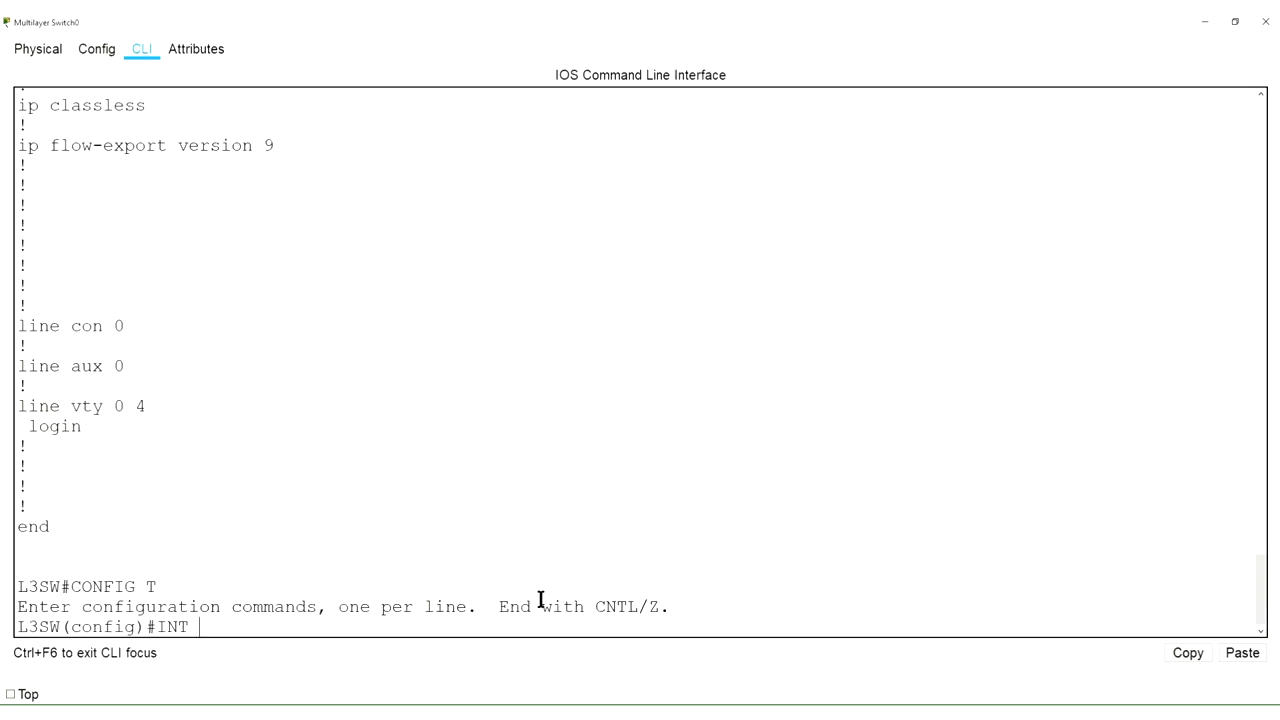 Multilayer Switch0
Physical Config CLI Attributes
IOS Command Line Interface
!
ip classless
!
ip flow-export version 9
!
!
!
!
!
!
!
!
line con 0
!
line aux 0
!
line vty 0 4
login
!
!
!
!
end
L3SW#CONFIG T
Enter configuration commands, one per line. End with CNTL/Z.
L3SW(config)#INT
Ctrl+F6 to exit CLI focus
Copy Paste
Top